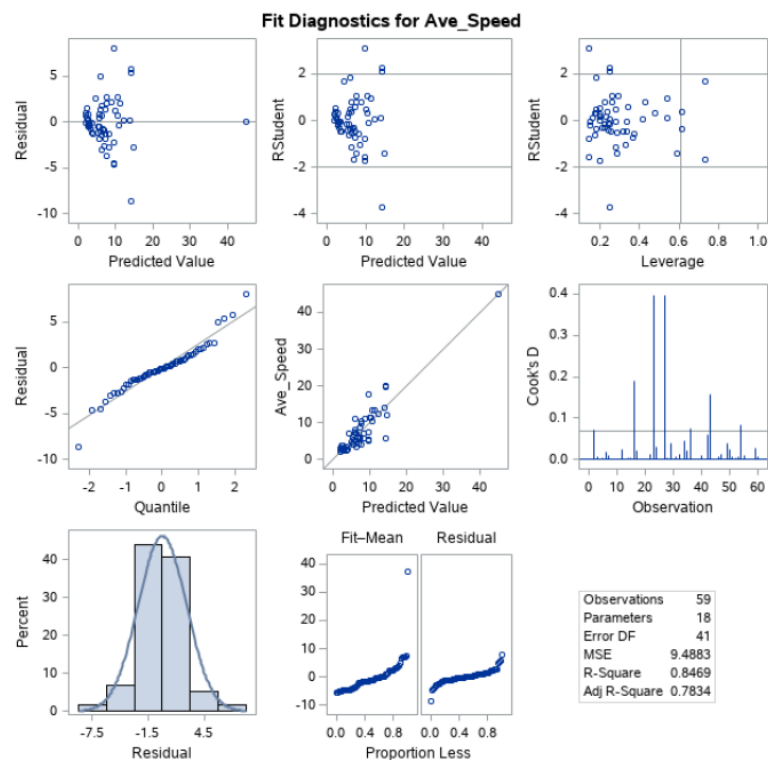 Fit Diagnostics for Ave_Speed
Residual
5
0
-5
-10
0 10 20 30 40
Predicted Value
RStudent
2
0
-2
-4
0 10 20 30 40
Predicted Value
RStudent
2
0
-2
-4
0.2 0.4 0.6 0.8 1.0
Leverage
Residual
5
0
-5
-10
-2 -1 0 1 2
Quantile
Ave_Speed
40
30
20
10
0
0 10 20 30 40
Predicted Value
Cook's D
0.4
0.3
0.2
0.1
0.0
0 10 20 30 40 50 60
Observation
Percent
40
30
20
10
0
-7.5 -1.5 4.5
Residual
Fit–Mean Residual
40
30
20
10
0
-10
0.0 0.4 0.8 0.0 0.4 0.8
Proportion Less
Observations 59
Parameters 18
Error DF 41
MSE 9.4883
R-Square 0.8469
Adj R-Square 0.7834